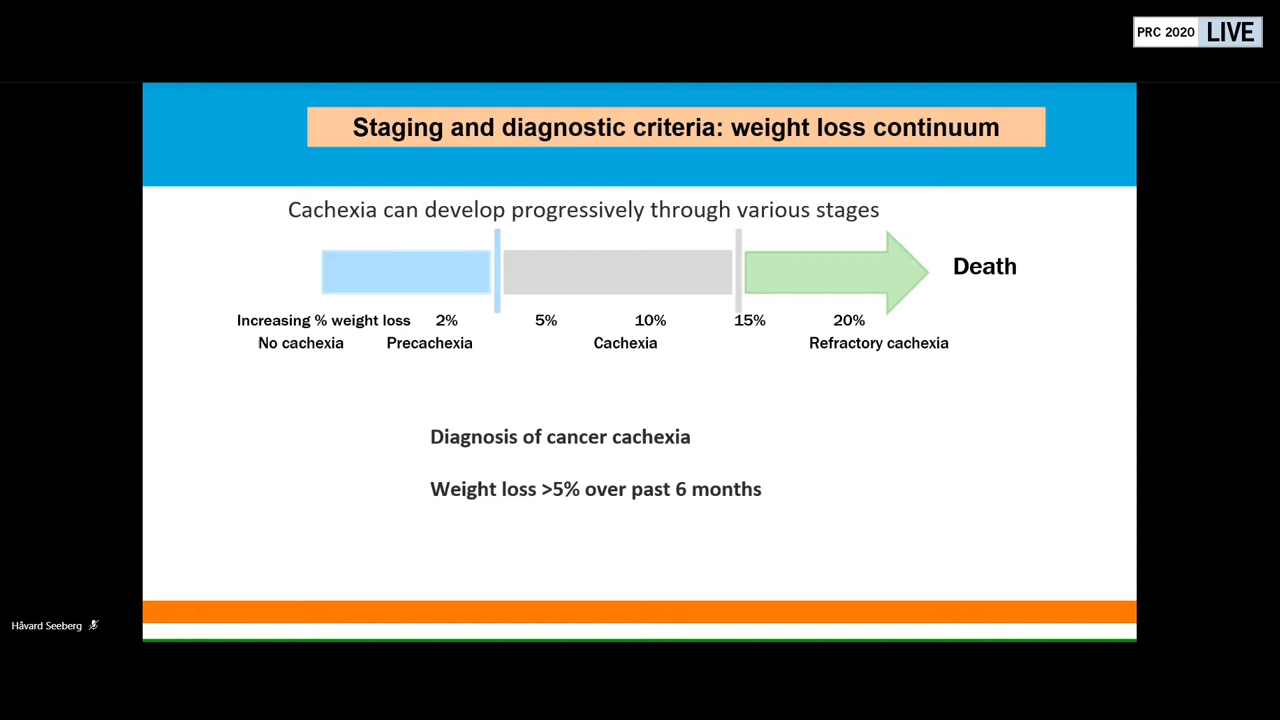 PRC 2020 LIVE
Staging and diagnostic criteria: weight loss continuum
Cachexia can develop progressively through various stages
Death
Increasing % weight loss 2% 5% 10% 15% 20%
No cachexia Precachexia Cachexia Refractory cachexia
Diagnosis of cancer cachexia
Weight loss >5% over past 6 months
Håvard Seeberg